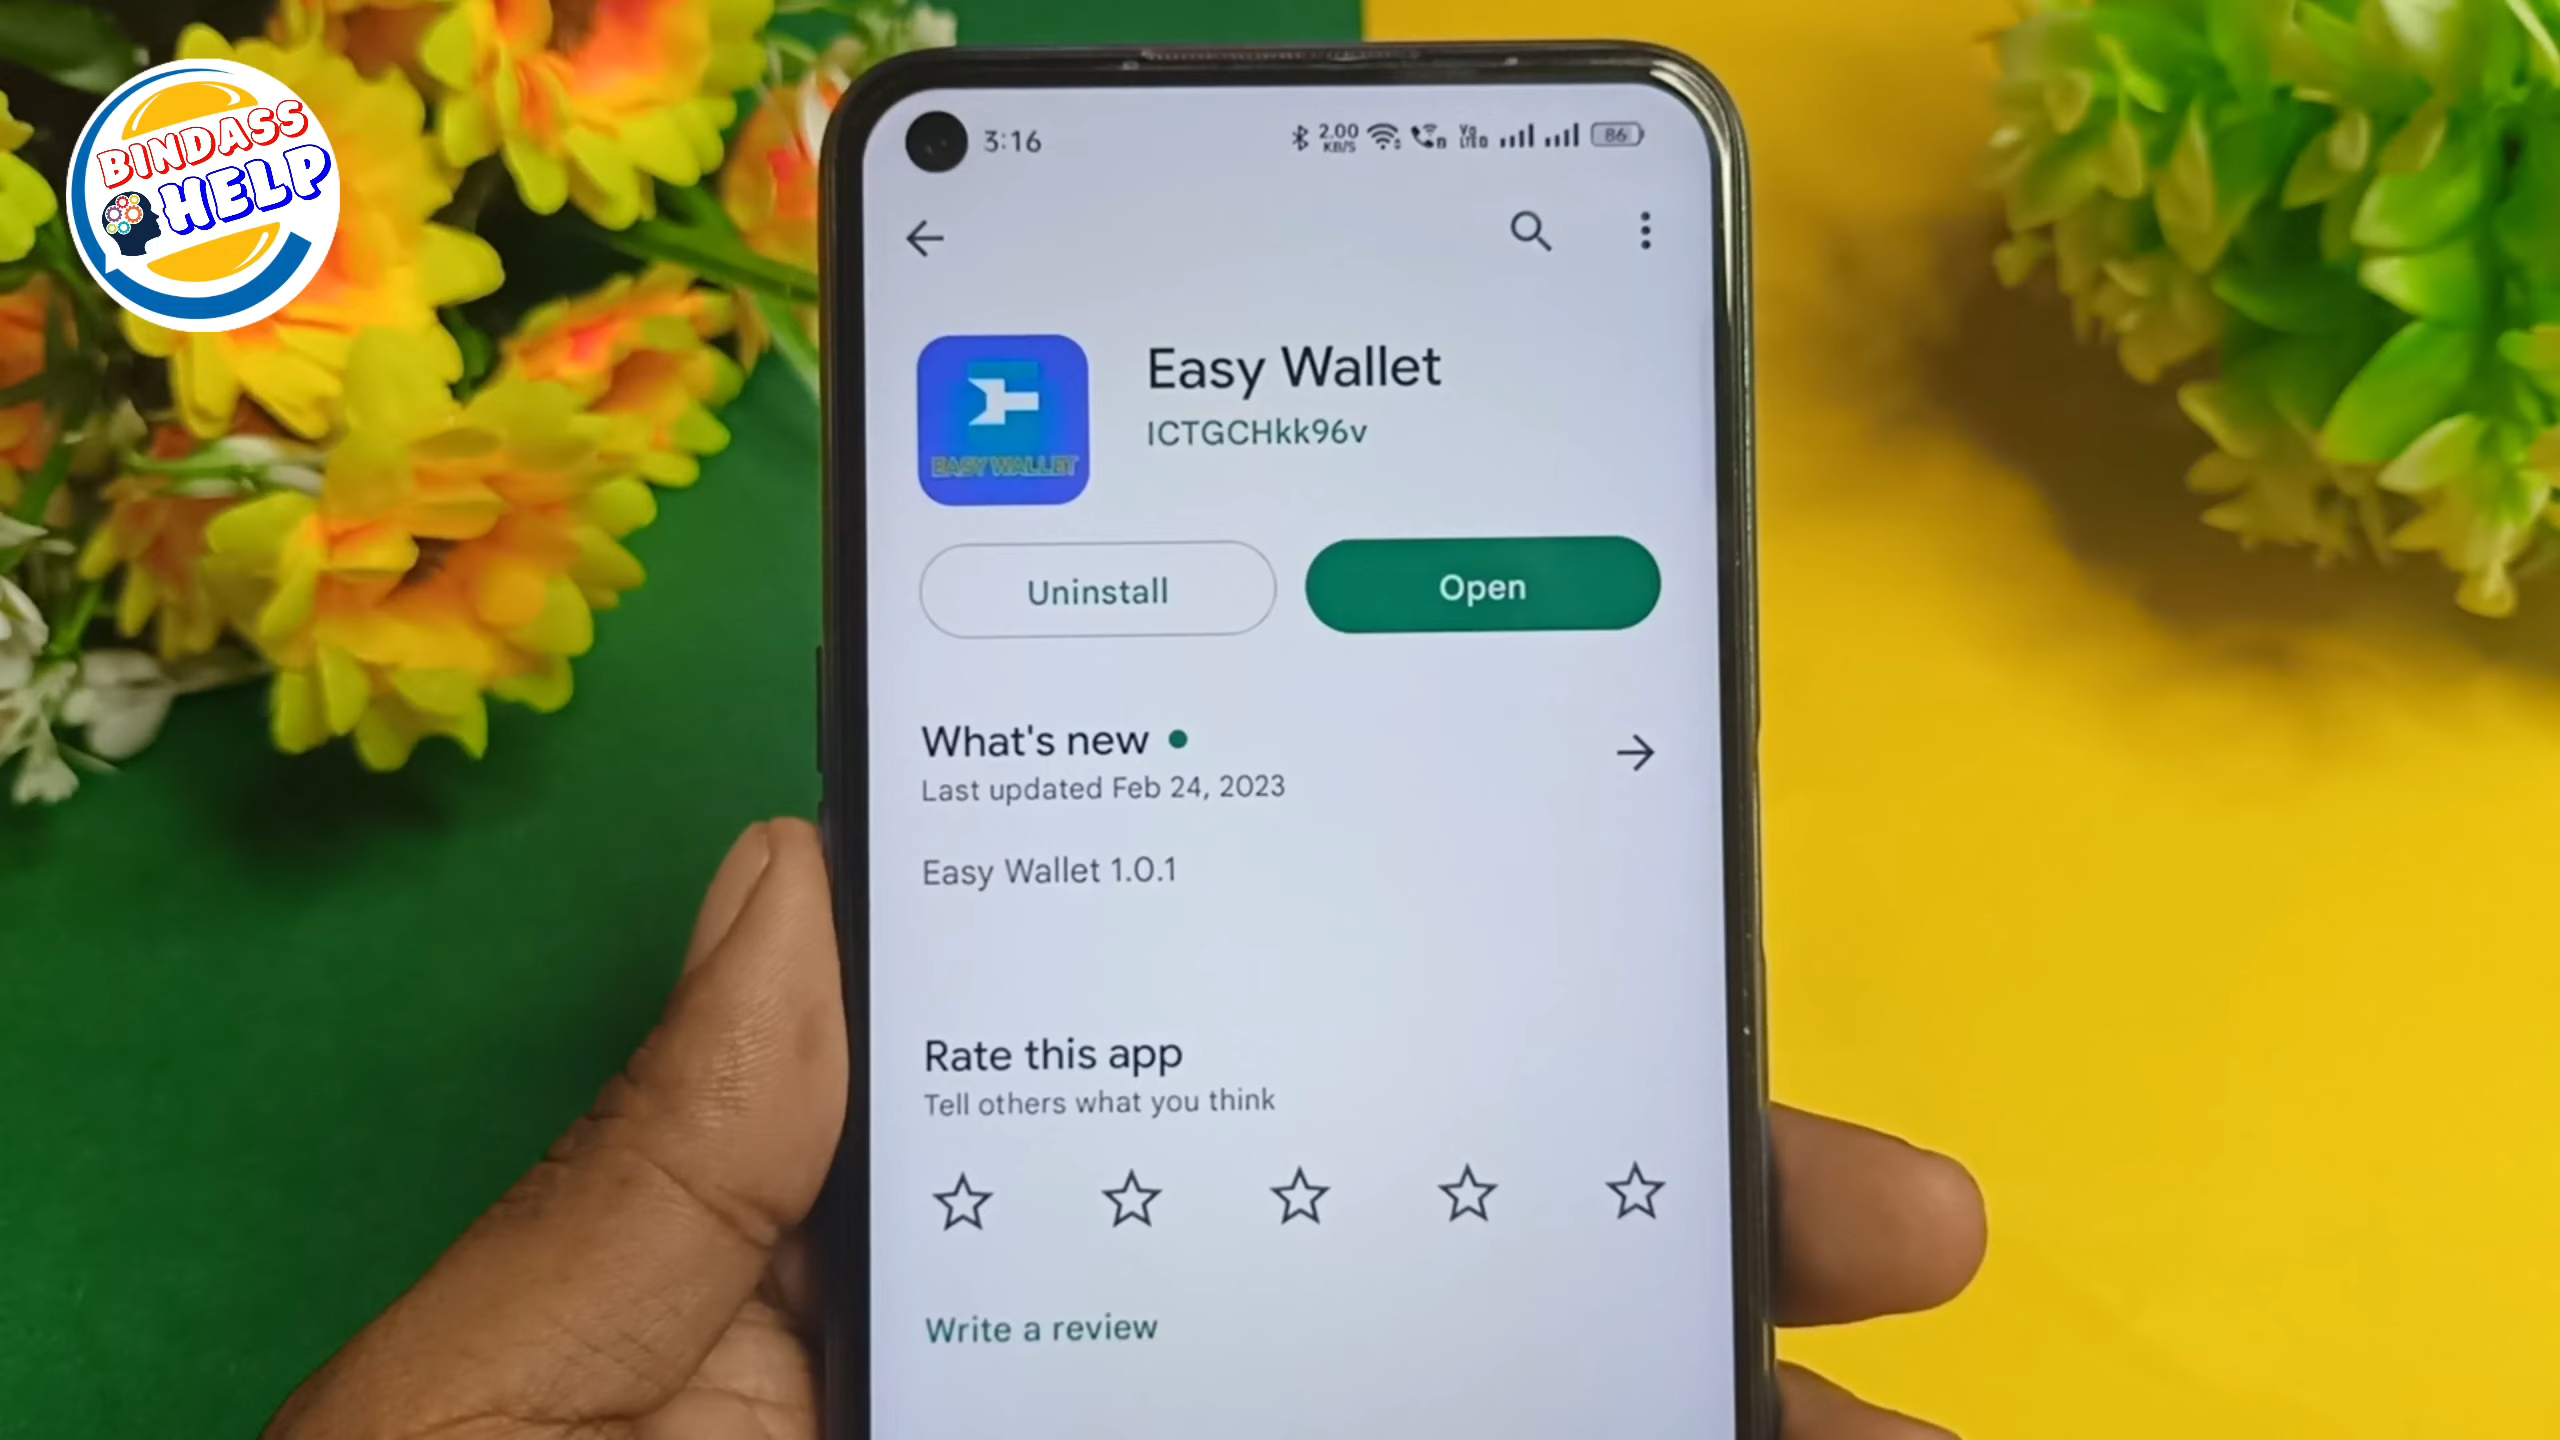 BINDASS
HELP
3:16
2.00
KB/S
86
Easy Wallet
ICTGCHkk96v
EASY WALLET
Uninstall
Open
What's new
Last updated Feb 24, 2023
Easy Wallet 1.0.1
Rate this app
Tell others what you think
Write a review